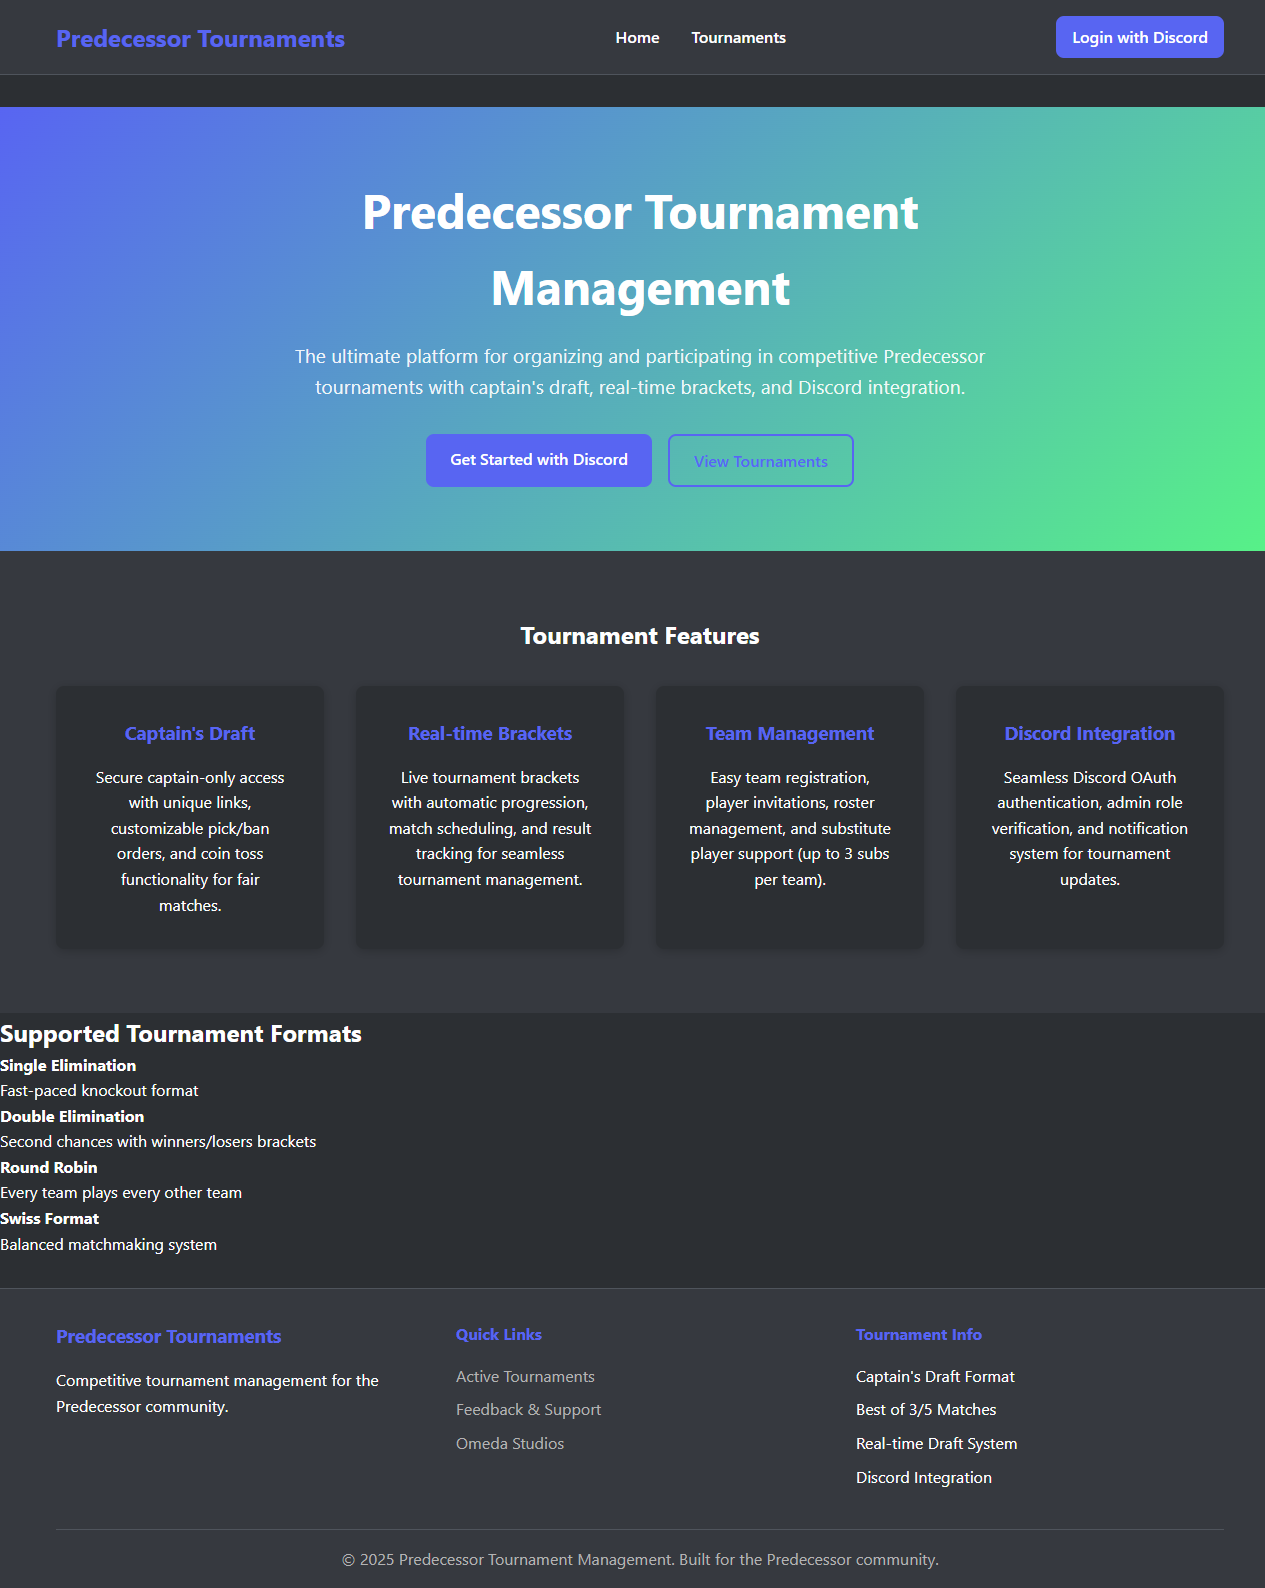 Predecessor Tournaments
Home
Tournaments
Login with Discord
Predecessor Tournament
Management
The ultimate platform for organizing and participating in competitive Predecessor
tournaments with captain's draft, real-time brackets, and Discord integration.
Get Started with Discord
View Tournaments
Tournament Features
Captain's Draft
Secure captain-only access
with unique links,
customizable pick/ban
orders, and coin toss
functionality for fair
matches.
Real-time Brackets
Live tournament brackets
with automatic progression,
match scheduling, and result
tracking for seamless
tournament management.
Team Management
Easy team registration,
player invitations, roster
management, and substitute
player support (up to 3 subs
per team).
Discord Integration
Seamless Discord OAuth
authentication, admin role
verification, and notification
system for tournament
updates.
Supported Tournament Formats
Single Elimination
Fast-paced knockout format
Double Elimination
Second chances with winners/losers brackets
Round Robin
Every team plays every other team
Swiss Format
Balanced matchmaking system
Predecessor Tournaments
Competitive tournament management for the
Predecessor community.
Quick Links
Active Tournaments
Feedback & Support
Omeda Studios
Tournament Info
Captain's Draft Format
Best of 3/5 Matches
Real-time Draft System
Discord Integration
© 2025 Predecessor Tournament Management. Built for the Predecessor community.